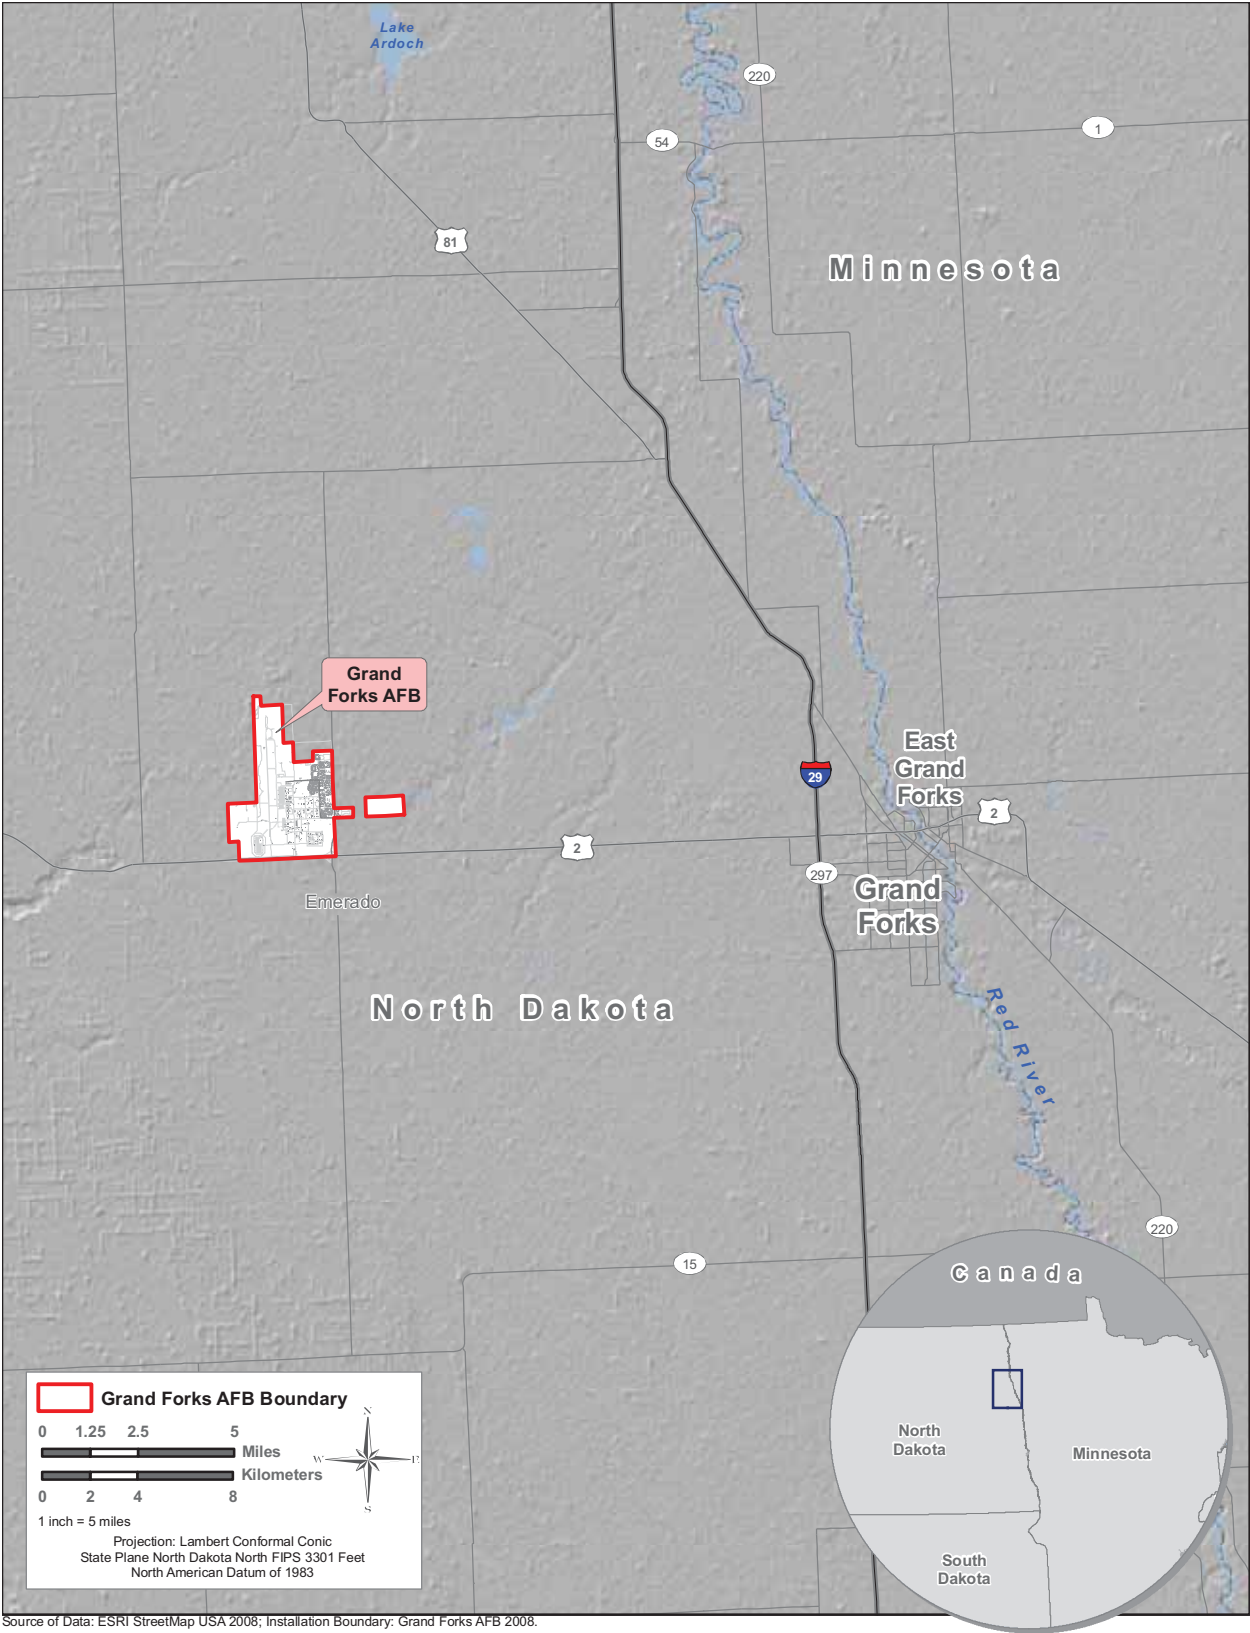 Lake
Ardoch
220
54
1
81
Minnesota
Grand
Forks AFB
East
Grand
Forks
29
2
2
297
Grand
Forks
Emerado
North Dakota
Red River
220
15
Canada
North
Dakota
Minnesota
South
Dakota
Grand Forks AFB Boundary
0 1.25 2.5 5
Miles
Kilometers
0 2 4 8
N
W E
S
1 inch = 5 miles
Projection: Lambert Conformal Conic
State Plane North Dakota North FIPS 3301 Feet
North American Datum of 1983
Source of Data: ESRI StreetMap USA 2008; Installation Boundary: Grand Forks AFB 2008.